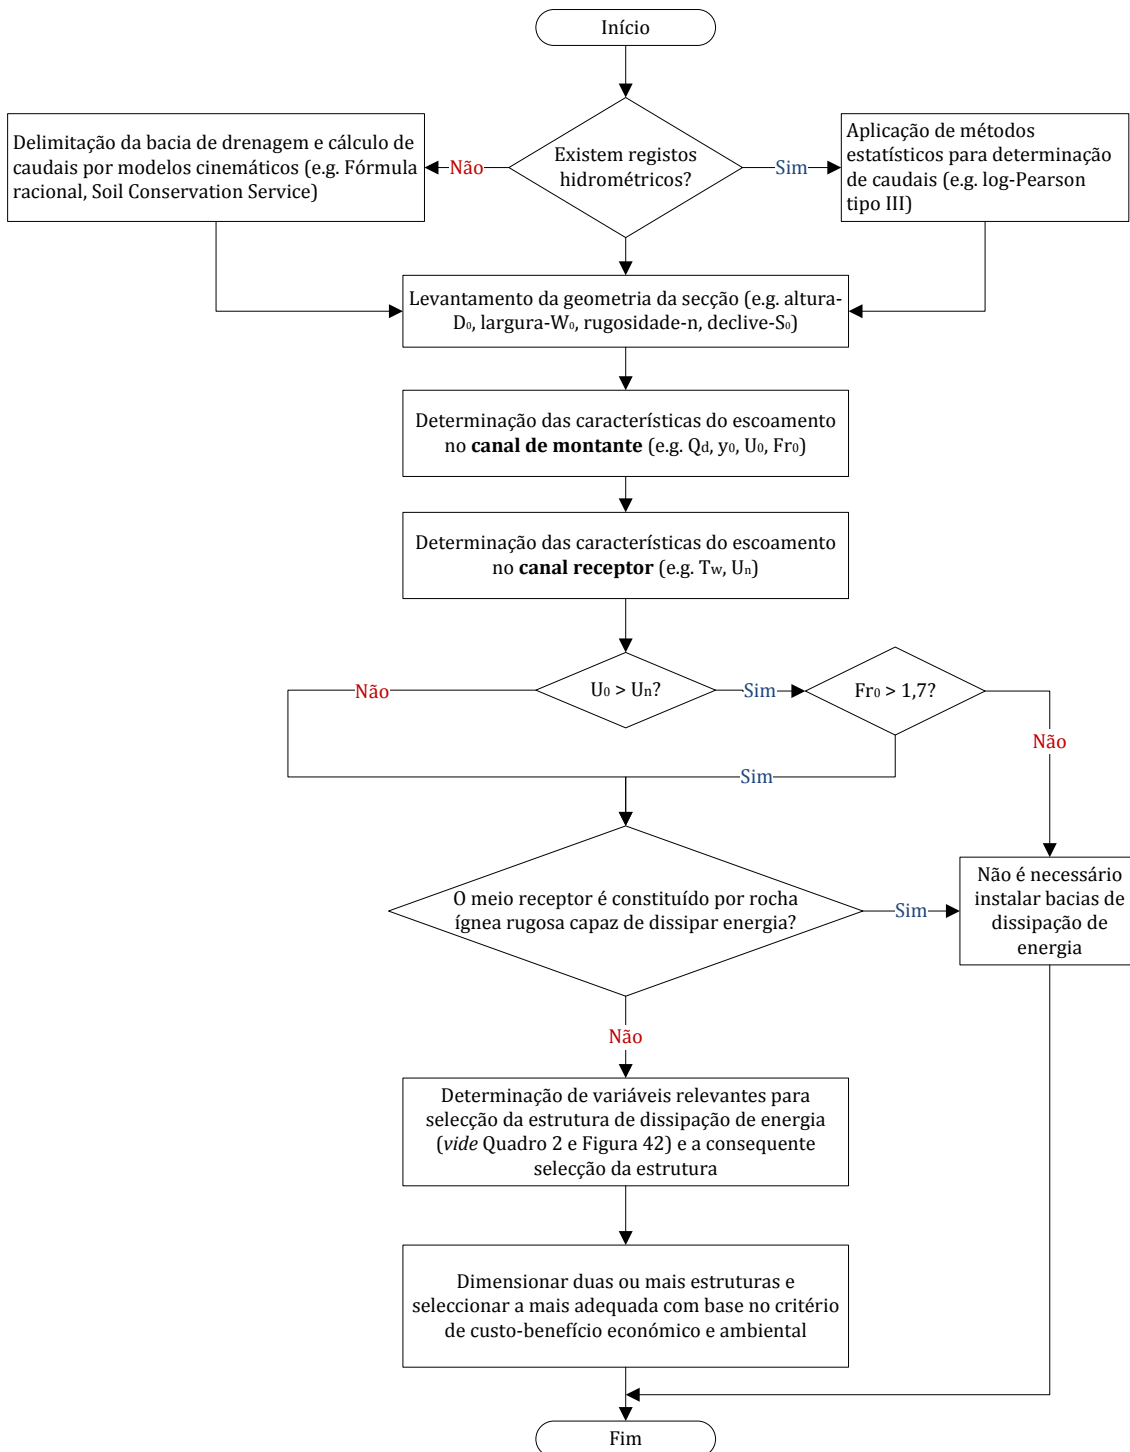 Início
Existem registos
hidrométricos?
Não
Sim
Delimitação da bacia de drenagem e cálculo de
caudais por modelos cinemáticos (e.g. Fórmula
racional, Soil Conservation Service)
Aplicação de métodos
estatísticos para determinação
de caudais (e.g. log-Pearson
tipo III)
Levantamento da geometria da secção (e.g. altura-
D₀, largura-W₀, rugosidade-n, declive-S₀)
Determinação das características do escoamento
no canal de montante (e.g. Qd, y₀, U₀, Fr₀)
Determinação das características do escoamento
no canal receptor (e.g. Tw, Un)
Não
U₀ > Un?
Sim
Fr₀ > 1,7?
Não
Sim
O meio receptor é constituído por rocha
ígnea rugosa capaz de dissipar energia?
Sim
Não é necessário
instalar bacias de
dissipação de
energia
Não
Determinação de variáveis relevantes para
selecção da estrutura de dissipação de energia
(vide Quadro 2 e Figura 42) e a consequente
selecção da estrutura
Dimensionar duas ou mais estruturas e
seleccionar a mais adequada com base no critério
de custo-benefício económico e ambiental
Fim